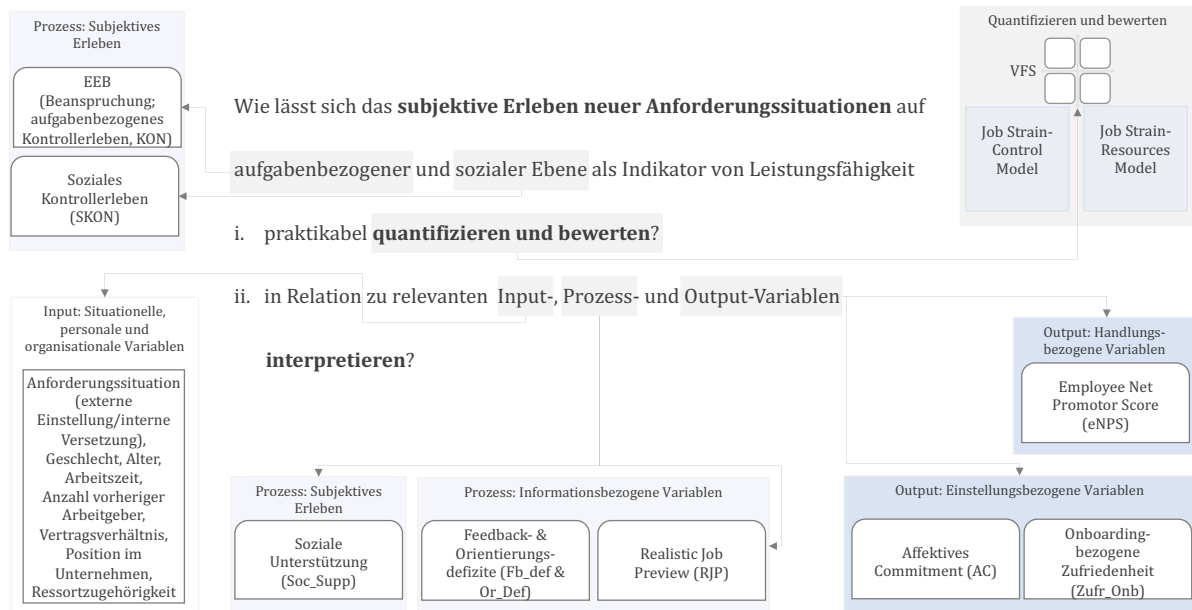 Prozess: Subjektives
Erleben
EEB
(Beanspruchung;
aufgabenbezogenes
Kontrollerleben, KON)
Soziales
Kontrollerleben
(SKON)
Wie lässt sich das subjektive Erleben neuer Anforderungssituationen auf
aufgabenbezogener und sozialer Ebene als Indikator von Leistungsfähigkeit
i. praktikabel quantifizieren und bewerten?
ii. in Relation zu relevanten Input-, Prozess- und Output-Variablen
interpretieren?
Quantifizieren und bewerten
VFS
Job Strain-
Control
Model
Job Strain-
Resources
Model
Input: Situationelle,
personale und
organisationale Variablen
Anforderungssituation
(externe
Einstellung/interne
Versetzung),
Geschlecht, Alter,
Arbeitszeit,
Anzahl vorheriger
Arbeitgeber,
Vertragsverhältnis,
Position im
Unternehmen,
Ressortzugehörigkeit
Prozess: Subjektives
Erleben
Soziale
Unterstützung
(Soc_Supp)
Prozess: Informationsbezogene Variablen
Feedback- &
Orientierungs-
defizite (Fb_def &
Or_Def)
Realistic Job
Preview (RJP)
Output: Handlungs-
bezogene Variablen
Employee Net
Promotor Score
(eNPS)
Output: Einstellungsbezogene Variablen
Affektives
Commitment (AC)
Onboarding-
bezogene
Zufriedenheit
(Zufr_Onb)